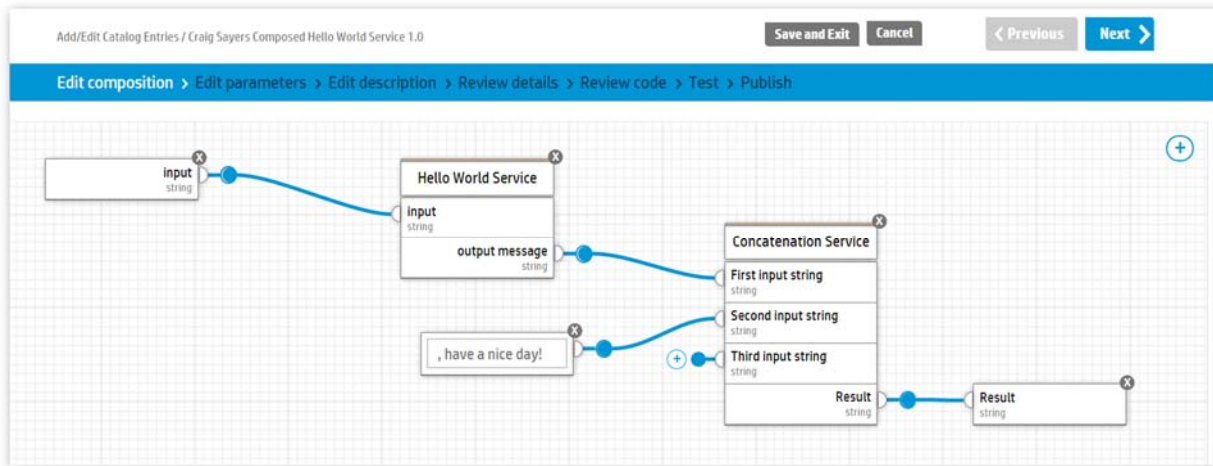 Add/Edit Catalog Entries / Craig Sayers Composed Hello World Service 1.0
Save and Exit
Cancel
< Previous
Next >
Edit composition > Edit parameters > Edit description > Review details > Review code > Test > Publish
input
string
Hello World Service
input
string
output message
string
, have a nice day!
Concatenation Service
First input string
string
Second input string
string
Third input string
string
Result
string
Result
string